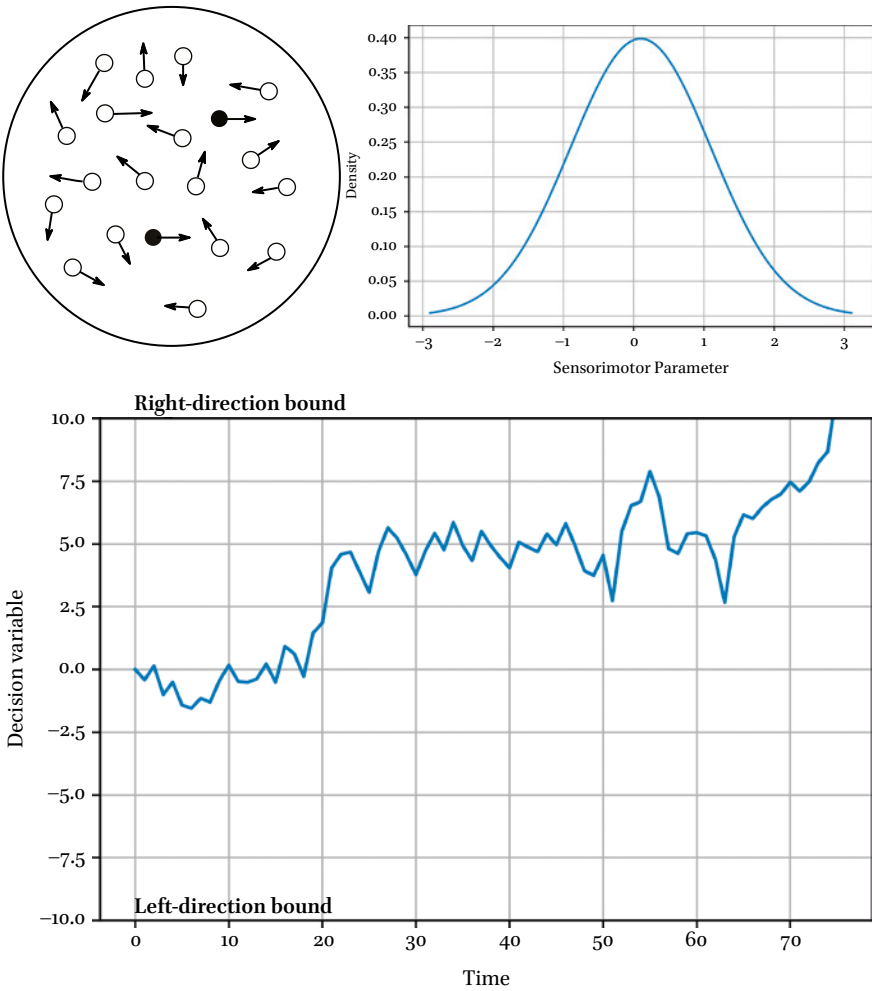 0.40
0.35
0.30
0.25
0.20
0.15
0.10
0.05
0.00
Density
−3 −2 −1 0 1 2 3
Sensorimotor Parameter
Right-direction bound
10.0
7.5
5.0
2.5
0.0
−2.5
−5.0
−7.5
−10.0
Decision variable
Left-direction bound
0 10 20 30 40 50 60 70
Time